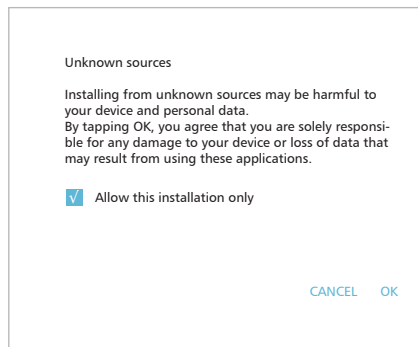 Unknown sources
Installing from unknown sources may be harmful to
your device and personal data.
By tapping OK, you agree that you are solely responsi-
ble for any damage to your device or loss of data that
may result from using these applications.
√ Allow this installation only
CANCEL OK